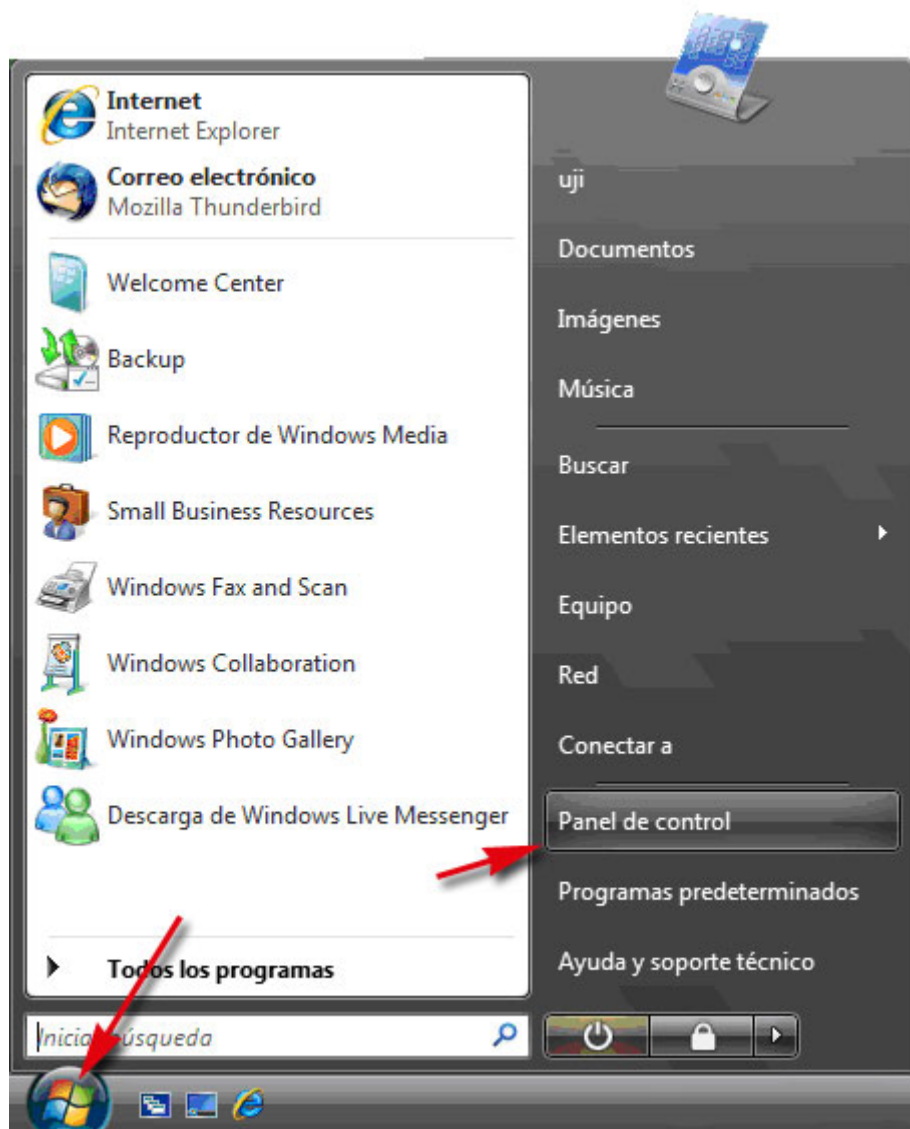 Internet
Internet Explorer
Correo electrónico
Mozilla Thunderbird
Welcome Center
Backup
Reproductor de Windows Media
Small Business Resources
Windows Fax and Scan
Windows Collaboration
Windows Photo Gallery
Descarga de Windows Live Messenger
Todos los programas
Iniciar búsqueda
uji
Documentos
Imágenes
Música
Buscar
Elementos recientes
Equipo
Red
Conectar a
Panel de control
Programas predeterminados
Ayuda y soporte técnico